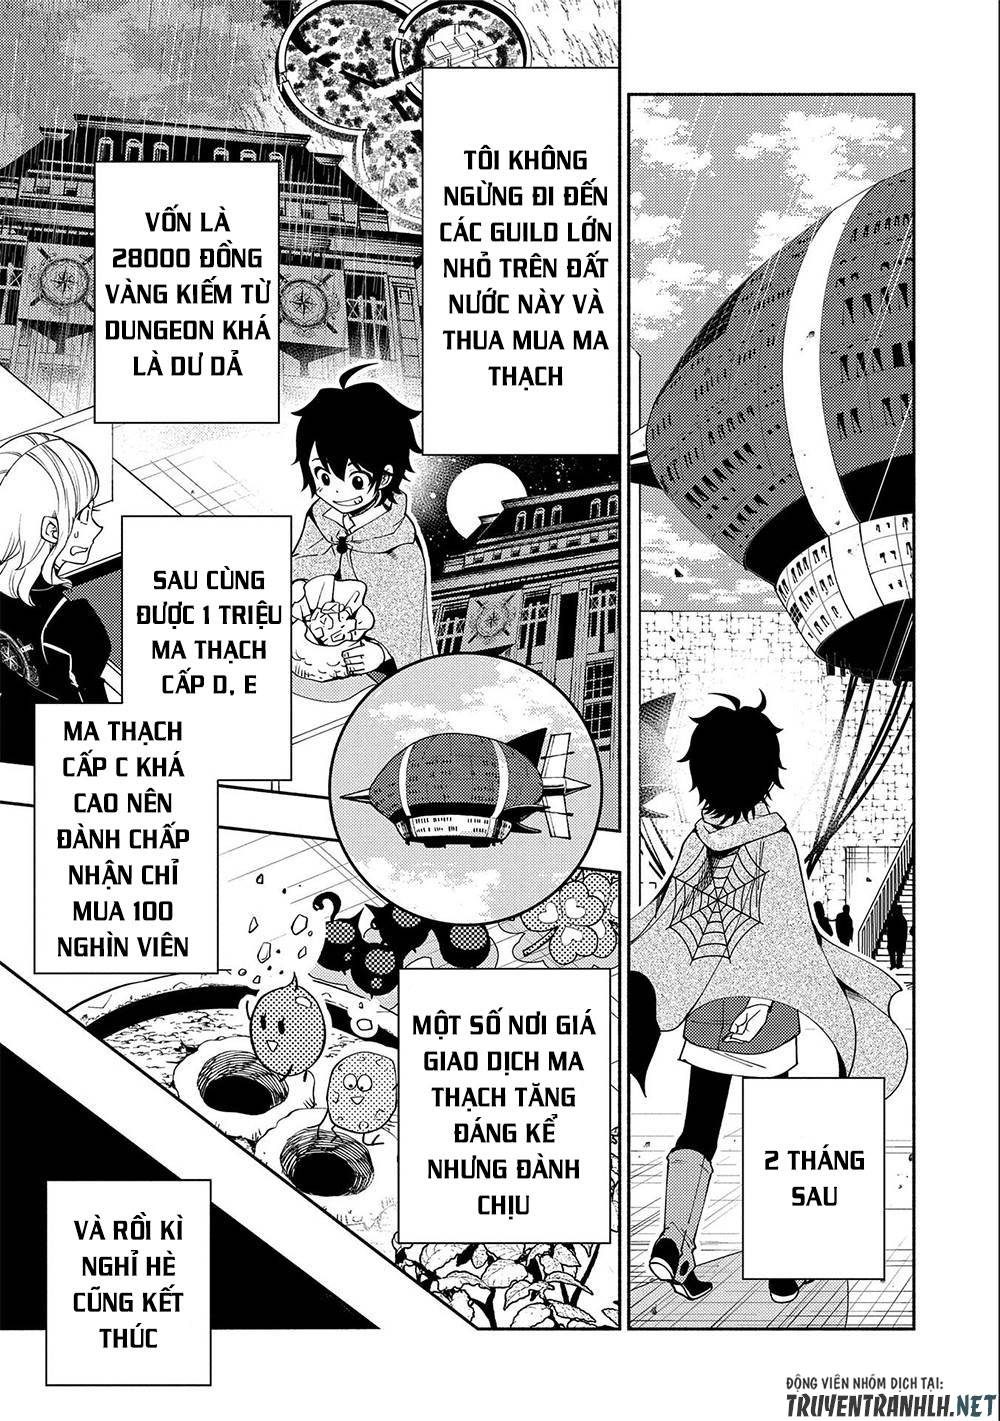 2 THÁNG
SAU
TÔI KHÔNG
NGỪNG ĐI ĐẾN
CÁC GUILD LỚN
NHỎ TRÊN ĐẤT
NƯỚC NÀY VÀ
THUA MUA MA
THẠCH
VỐN LÀ
28000 ĐỒNG
VÀNG KIẾM TỪ
DUNGEON KHÁ
LÀ DƯ DẢ
SAU CÙNG
ĐƯỢC 1 TRIỆU
MA THẠCH
CẤP D, E
MA THẠCH
CẤP C KHÁ
CAO NÊN
ĐÀNH CHẤP
NHẬN CHỈ
MUA 100
NGHÌN VIÊN
MỘT SỐ NƠI GIÁ
GIAO DỊCH MA
THẠCH TĂNG
ĐÁNG KỂ
NHƯNG ĐÀNH
CHỊU
VÀ RỒI KÌ
NGHỈ HÈ
CŨNG KẾT
THÚC
ĐỘNG VIÊN NHÓM DỊCH TẠI:
TRUYENTRANHLH.NET